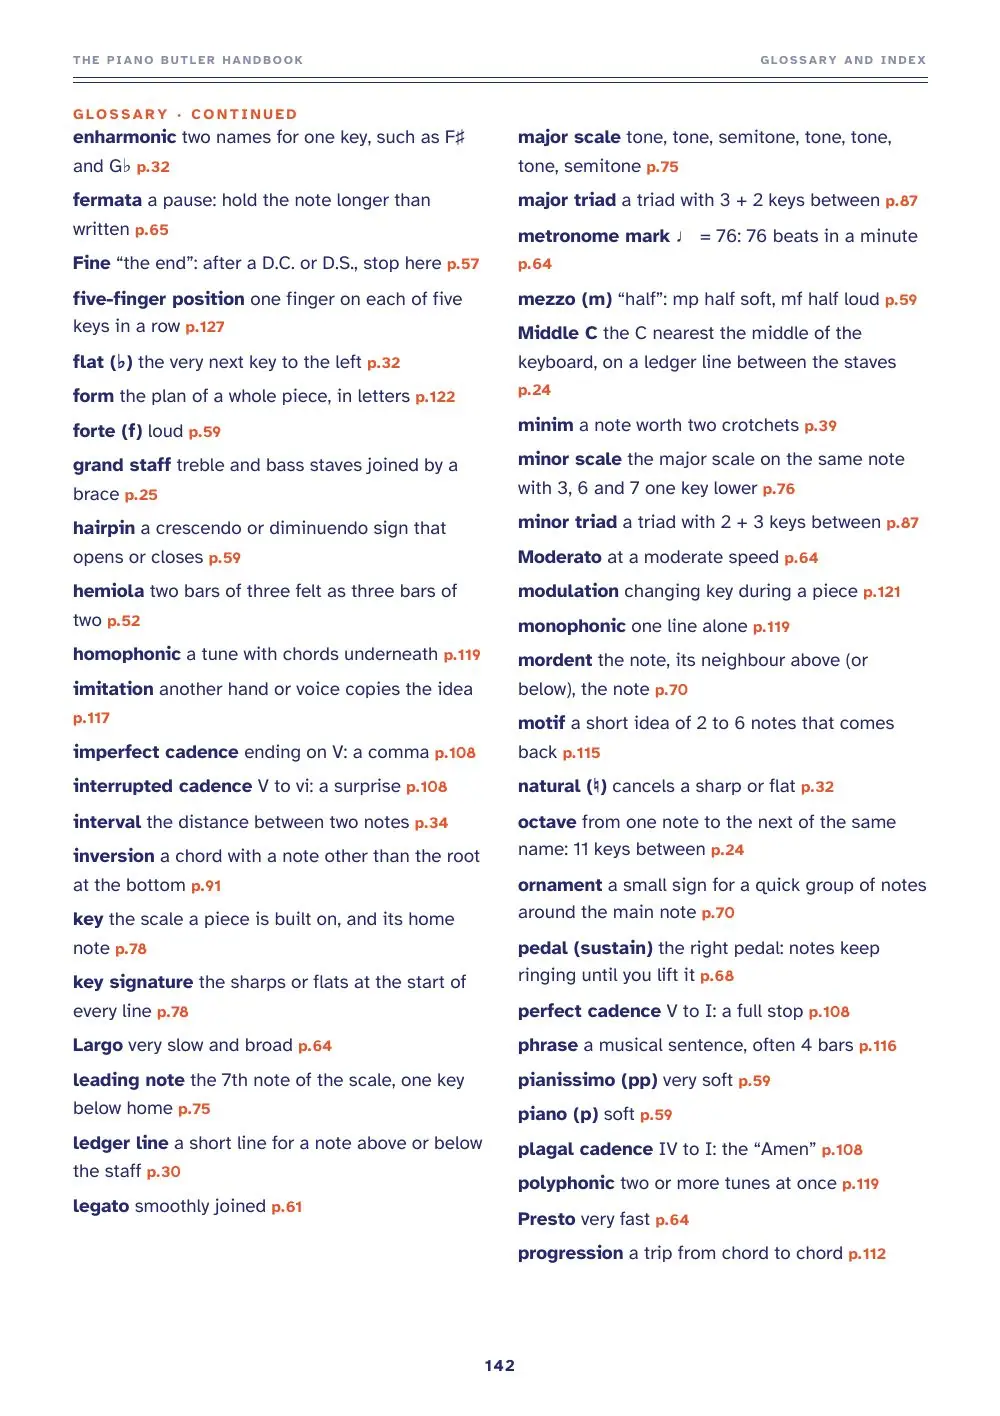 THE PIANO BUTLER HANDBOOK
GLOSSARY AND INDEX
GLOSSARY · CONTINUED
enharmonic two names for one key, such as F♯
and G♭ p.32
fermata a pause: hold the note longer than
written p.65
Fine “the end”: after a D.C. or D.S., stop here p.57
five-finger position one finger on each of five
keys in a row p.127
flat (♭) the very next key to the left p.32
form the plan of a whole piece, in letters p.122
forte (f) loud p.59
grand staff treble and bass staves joined by a
brace p.25
hairpin a crescendo or diminuendo sign that
opens or closes p.59
hemiola two bars of three felt as three bars of
two p.52
homophonic a tune with chords underneath p.119
imitation another hand or voice copies the idea
p.117
imperfect cadence ending on V: a comma p.108
interrupted cadence V to vi: a surprise p.108
interval the distance between two notes p.34
inversion a chord with a note other than the root
at the bottom p.91
key the scale a piece is built on, and its home
note p.78
key signature the sharps or flats at the start of
every line p.78
Largo very slow and broad p.64
leading note the 7th note of the scale, one key
below home p.75
ledger line a short line for a note above or below
the staff p.30
legato smoothly joined p.61
major scale tone, tone, semitone, tone, tone,
tone, semitone p.75
major triad a triad with 3 + 2 keys between p.87
metronome mark ♩ = 76: 76 beats in a minute
p.64
mezzo (m) “half”: mp half soft, mf half loud p.59
Middle C the C nearest the middle of the
keyboard, on a ledger line between the staves
p.24
minim a note worth two crotchets p.39
minor scale the major scale on the same note
with 3, 6 and 7 one key lower p.76
minor triad a triad with 2 + 3 keys between p.87
Moderato at a moderate speed p.64
modulation changing key during a piece p.121
monophonic one line alone p.119
mordent the note, its neighbour above (or
below), the note p.70
motif a short idea of 2 to 6 notes that comes
back p.115
natural (♮) cancels a sharp or flat p.32
octave from one note to the next of the same
name: 11 keys between p.24
ornament a small sign for a quick group of notes
around the main note p.70
pedal (sustain) the right pedal: notes keep
ringing until you lift it p.68
perfect cadence V to I: a full stop p.108
phrase a musical sentence, often 4 bars p.116
pianissimo (pp) very soft p.59
piano (p) soft p.59
plagal cadence IV to I: the “Amen” p.108
polyphonic two or more tunes at once p.119
Presto very fast p.64
progression a trip from chord to chord p.112
142